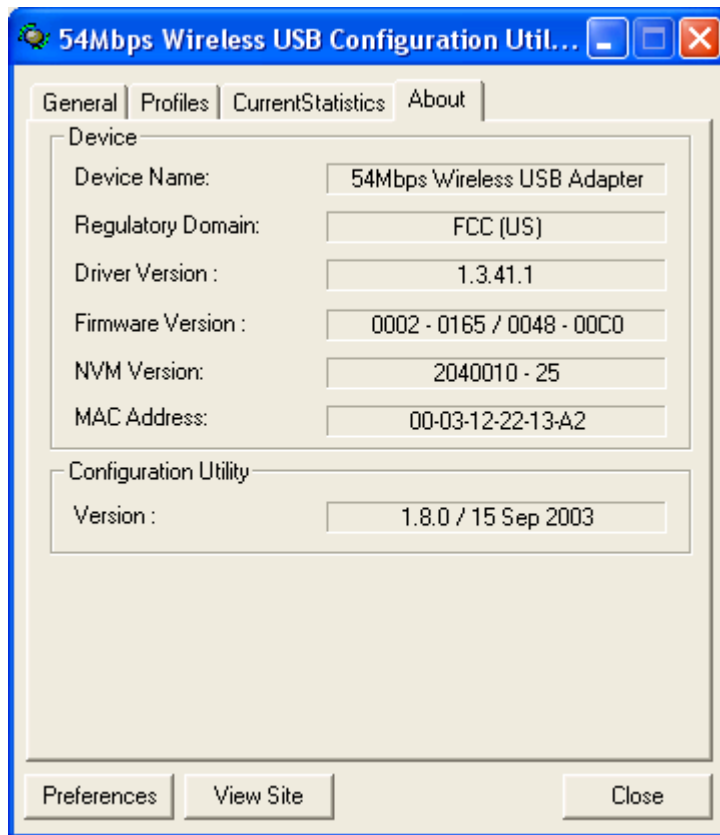 54Mbps Wireless USB Configuration Util...
General Profiles CurrentStatistics About
Device
Device Name: 54Mbps Wireless USB Adapter
Regulatory Domain: FCC (US)
Driver Version : 1.3.41.1
Firmware Version : 0002 - 0165 / 0048 - 00C0
NVM Version: 2040010 - 25
MAC Address: 00-03-12-22-13-A2
Configuration Utility
Version : 1.8.0 / 15 Sep 2003
Preferences View Site Close